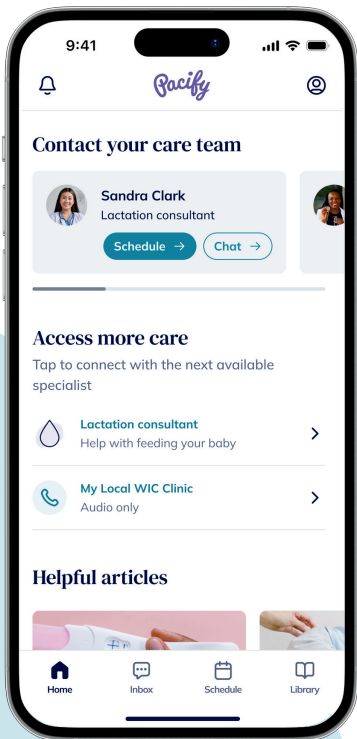 9:41
Pacify
Contact your care team
Sandra Clark
Lactation consultant
Schedule →
Chat →
Access more care
Tap to connect with the next available
specialist
Lactation consultant
Help with feeding your baby
My Local WIC Clinic
Audio only
Helpful articles
Home
Inbox
Schedule
Library